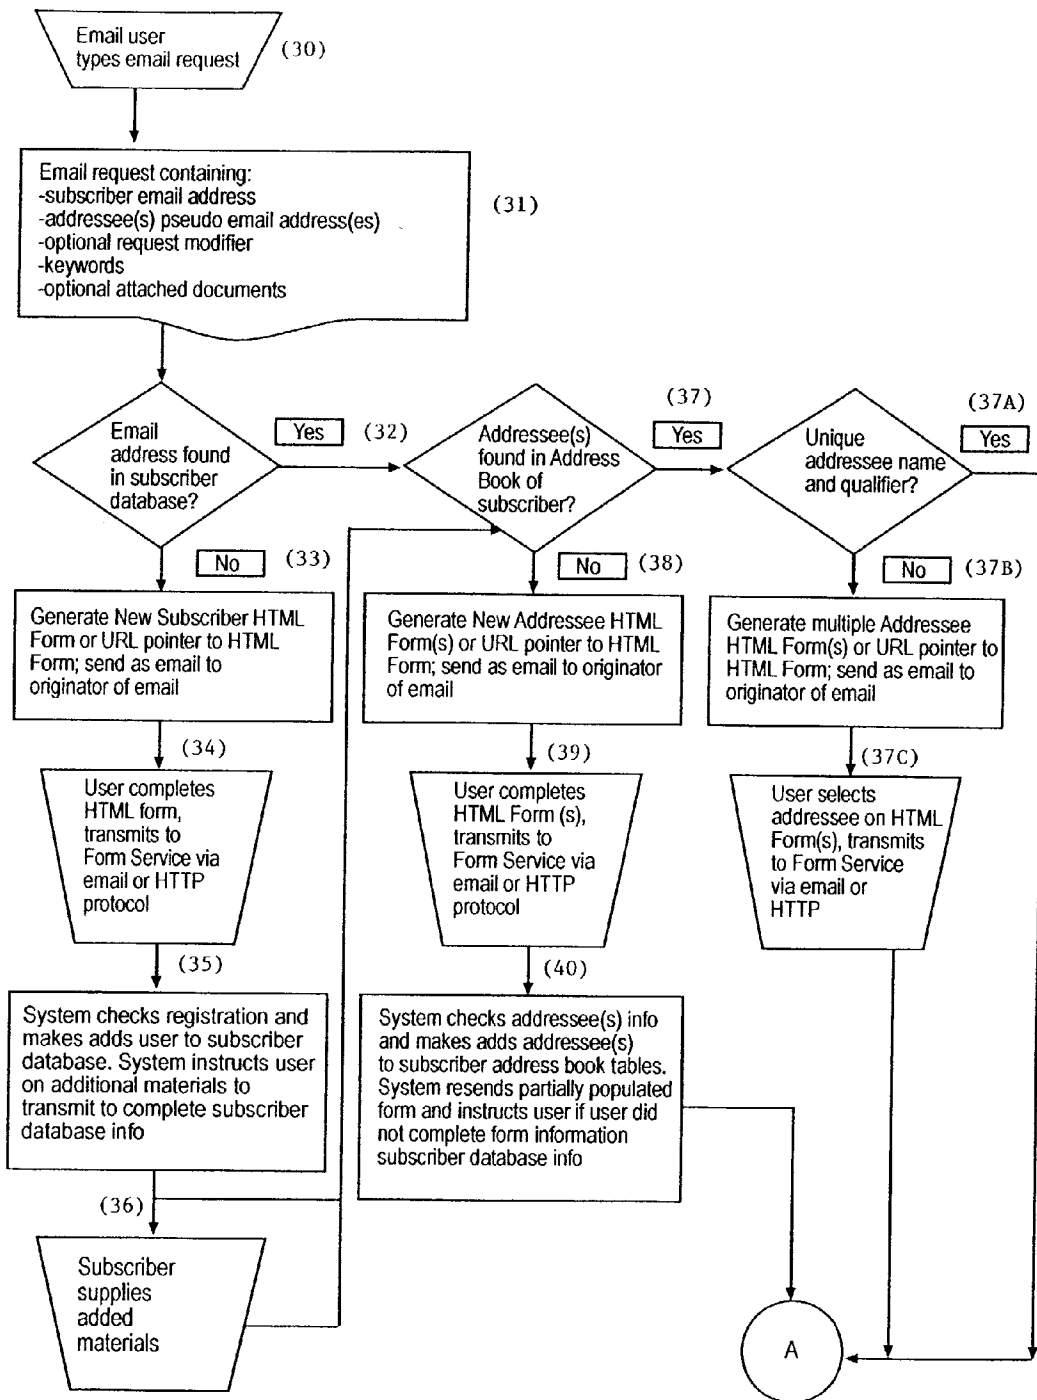 Email user
types email request
(30)
Email request containing:
-subscriber email address
-addressee(s) pseudo email address(es)
-optional request modifier
-keywords
-optional attached documents
(31)
Email
address found
in subscriber
database?
Yes
(32)
Addressee(s)
found in Address
Book of
subscriber?
(37)
Yes
Unique
addressee name
and qualifier?
(37A)
Yes
No
(33)
No
(38)
No
(37B)
Generate New Subscriber HTML
Form or URL pointer to HTML
Form; send as email to
originator of email
Generate New Addressee HTML
Form(s) or URL pointer to HTML
Form; send as email to originator
of email
Generate multiple Addressee
HTML Form(s) or URL pointer to
HTML Form; send as email to
originator of email
(34)
(39)
(37C)
User completes
HTML form,
transmits to
Form Service via
email or HTTP
protocol
User completes
HTML Form (s),
transmits to
Form Service via
email or HTTP
protocol
User selects
addressee on HTML
Form(s), transmits
to Form Service
via email or
HTTP
(35)
(40)
System checks registration and
makes adds user to subscriber
database. System instructs user
on additional materials to
transmit to complete subscriber
database info
System checks addressee(s) info
and makes adds addressee(s)
to subscriber address book tables.
System resends partially populated
form and instructs user if user did
not complete form information
subscriber database info
(36)
Subscriber
supplies
added
materials
A